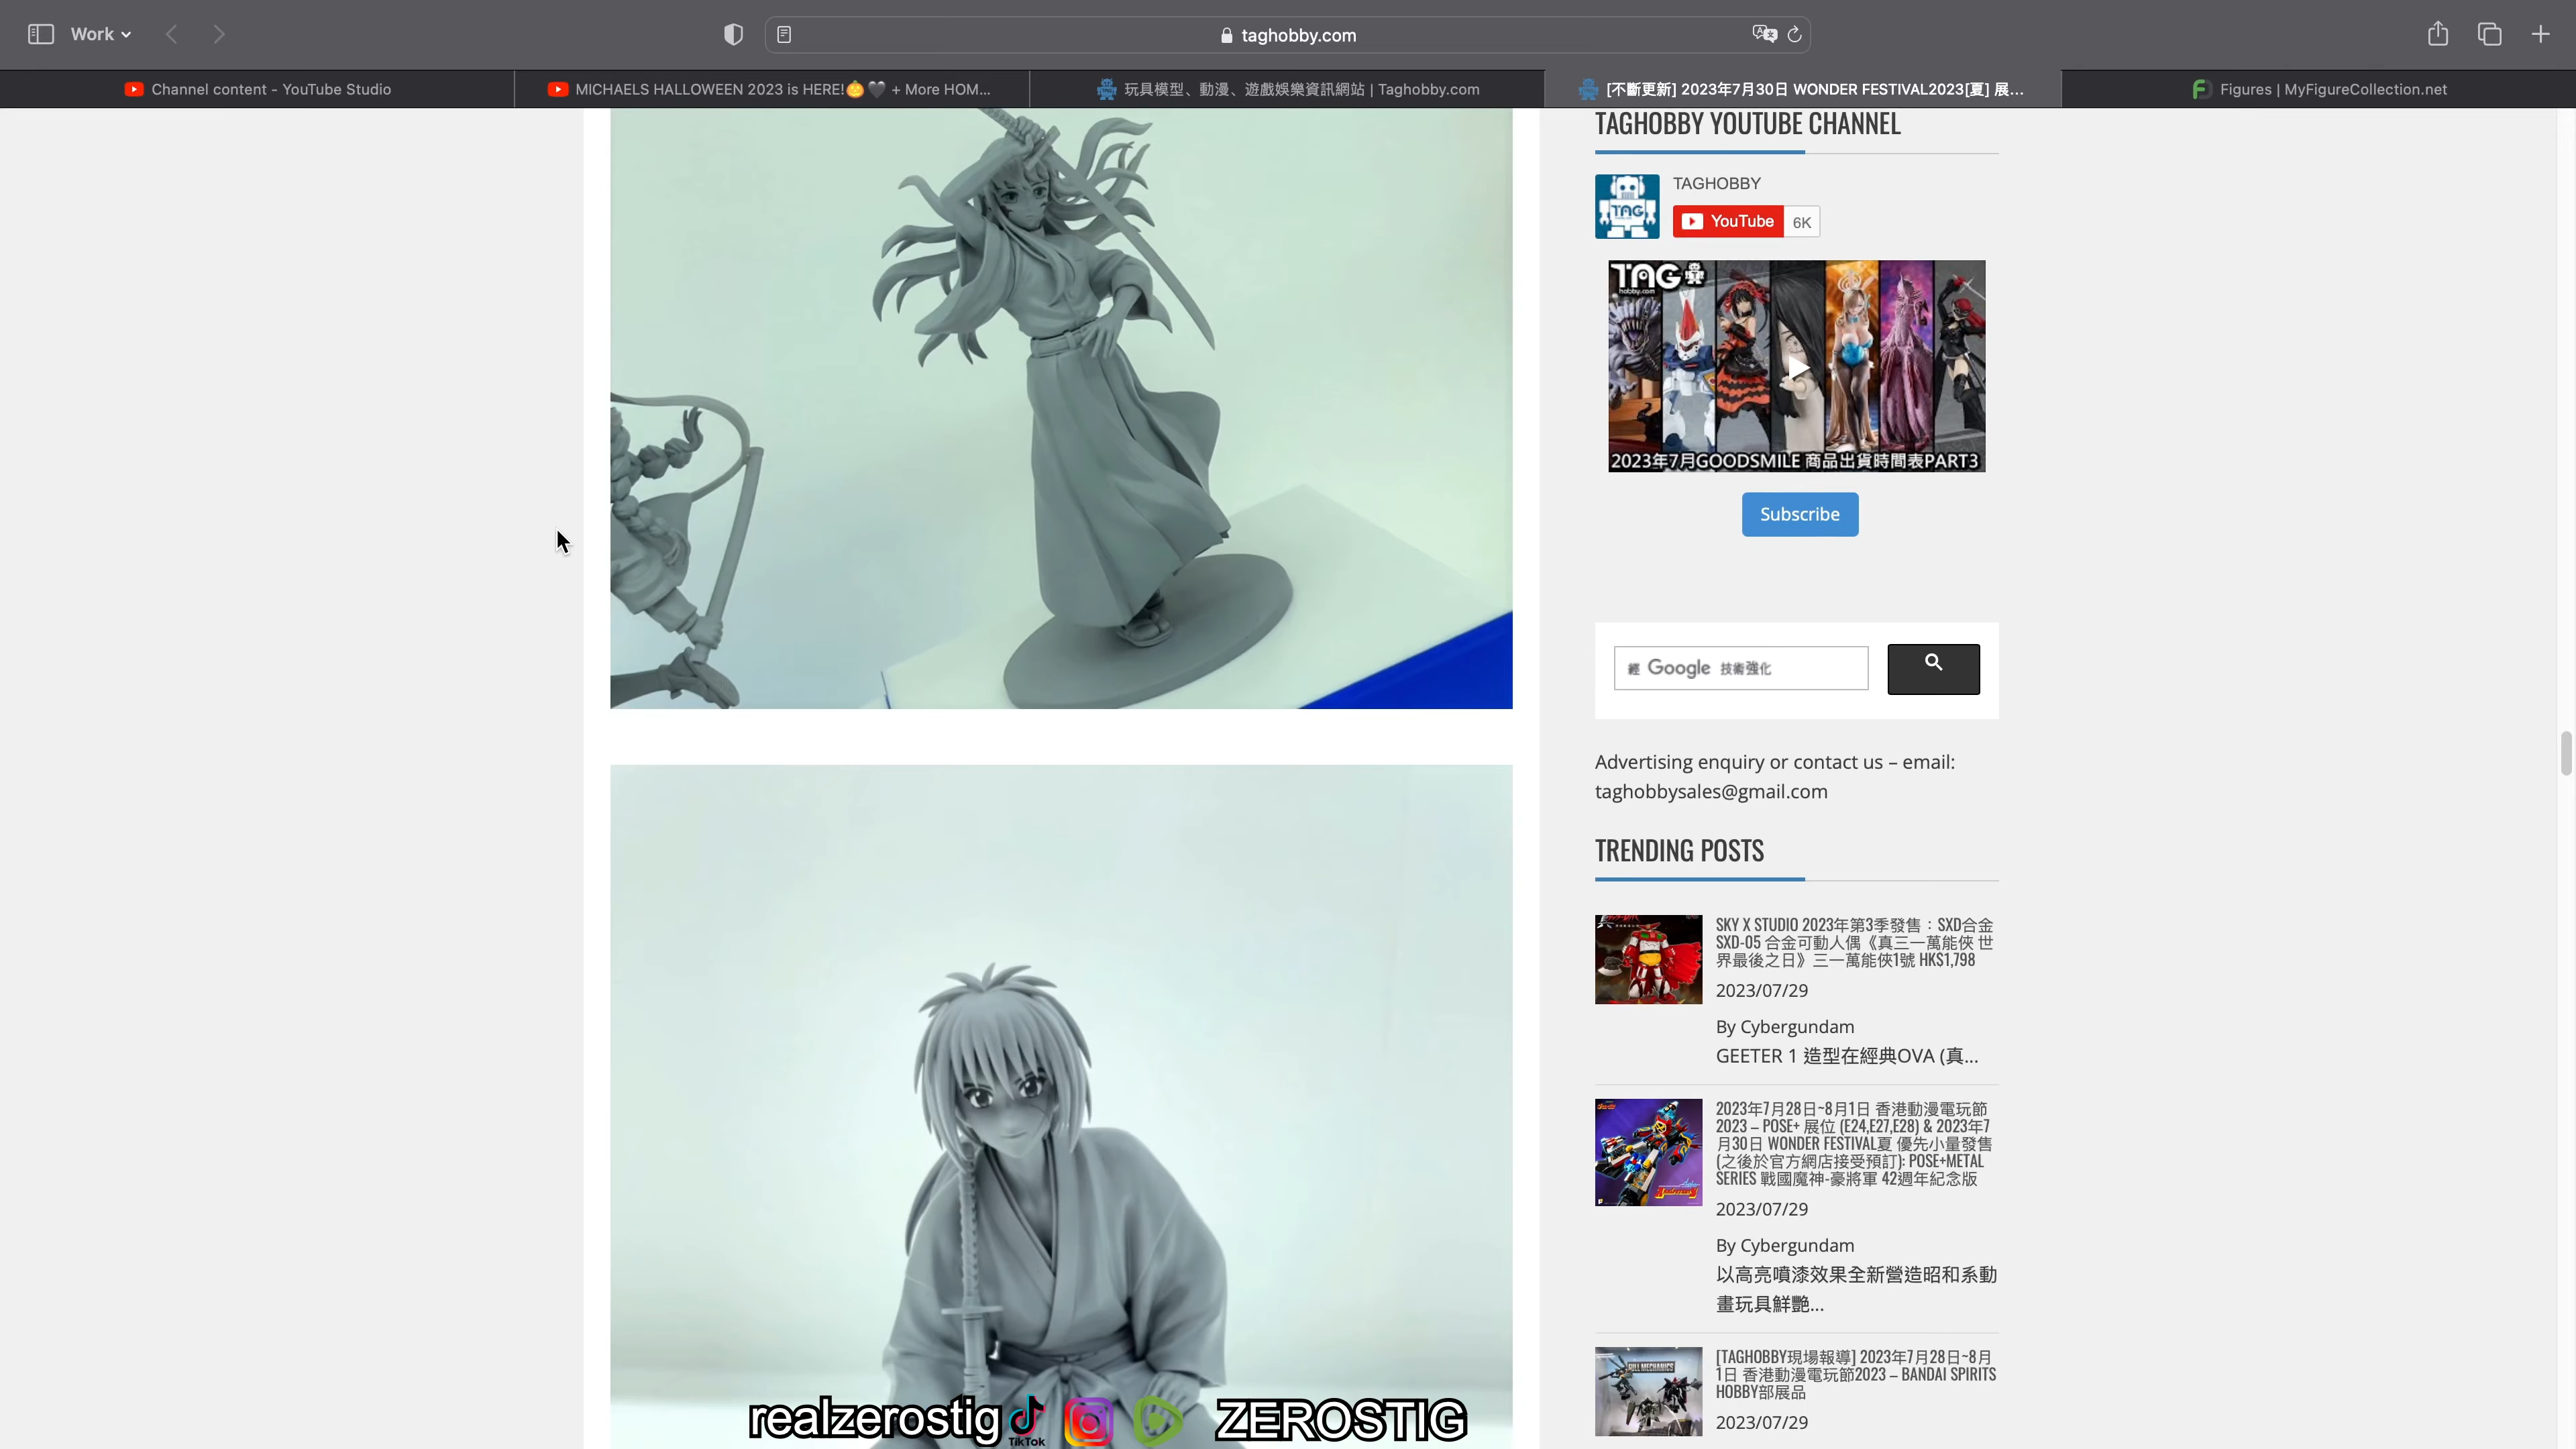 Work
taghobby.com
Channel content - YouTube Studio
MICHAELS HALLOWEEN 2023 is HERE!🎃🖤 + More HOM...
玩具模型、動漫、遊戲娛樂資訊網站 | Taghobby.com
[不斷更新] 2023年7月30日 WONDER FESTIVAL2023[夏] 展...
Figures | MyFigureCollection.net
TAGHOBBY YOUTUBE CHANNEL
TAG
TAGHOBBY
YouTube 6K
TAG
hobby.com
2023年7月GOODSMILE 商品出貨時間表PART3
Subscribe
經 Google 技術強化
Advertising enquiry or contact us – email:
taghobbysales@gmail.com
TRENDING POSTS
SKY X STUDIO 2023年第3季發售：SXD合金
SXD-05 合金可動人偶《真三一萬能俠 世
界最後之日》三一萬能俠1號 HK$1,798
2023/07/29
By Cybergundam
GEETER 1 造型在經典OVA (真...
2023年7月28日~8月1日 香港動漫電玩節
2023 – POSE+ 展位 (E24,E27,E28) & 2023年7
月30日 WONDER FESTIVAL夏 優先小量發售
(之後於官方網店接受預訂): POSE+METAL
SERIES 戰國魔神-豪將軍 42週年紀念版
2023/07/29
By Cybergundam
以高亮噴漆效果全新營造昭和系動
畫玩具鮮艷...
[TAGHOBBY現場報導] 2023年7月28日~8月
1日 香港動漫電玩節2023 – BANDAI SPIRITS
HOBBY部展品
2023/07/29
realzerostig TikTok ZEROSTIG